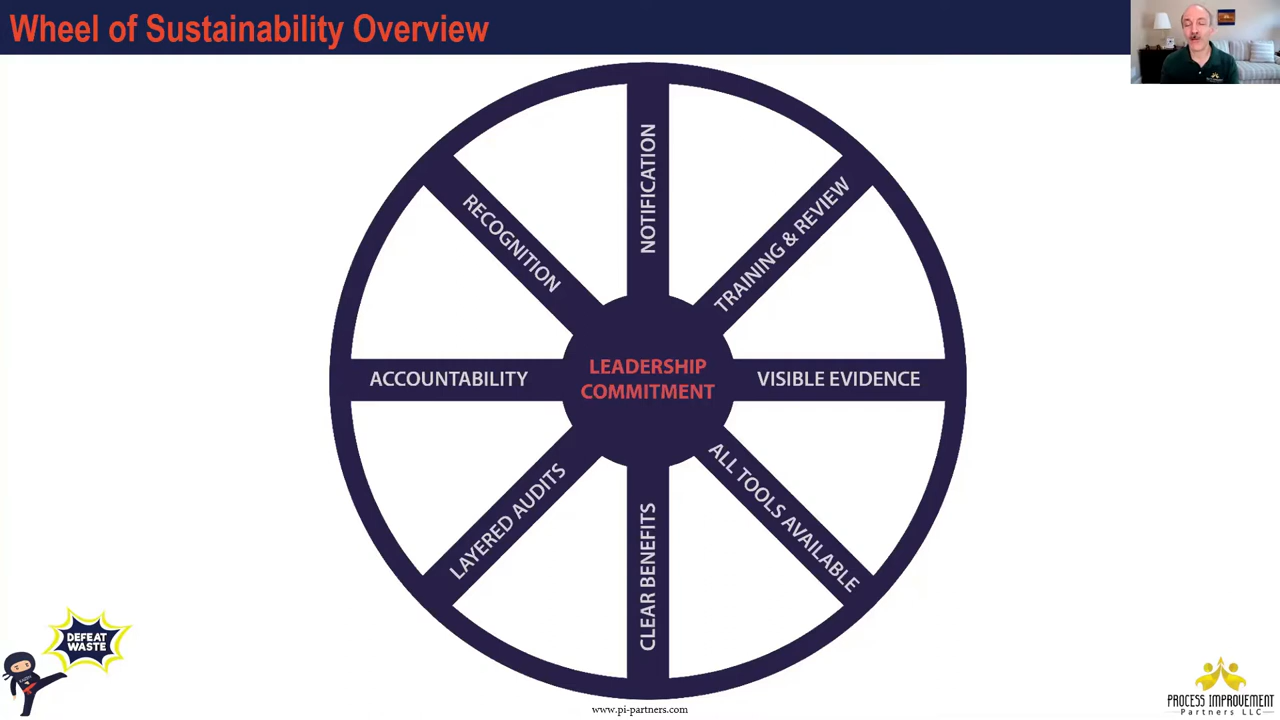 Wheel of Sustainability Overview
NOTIFICATION
TRAINING & REVIEW
VISIBLE EVIDENCE
ALL TOOLS AVAILABLE
CLEAR BENEFITS
LAYERED AUDITS
ACCOUNTABILITY
RECOGNITION
LEADERSHIP
COMMITMENT
DEFEAT
WASTE
www.pi-partners.com
PROCESS IMPROVEMENT
Partners LLC